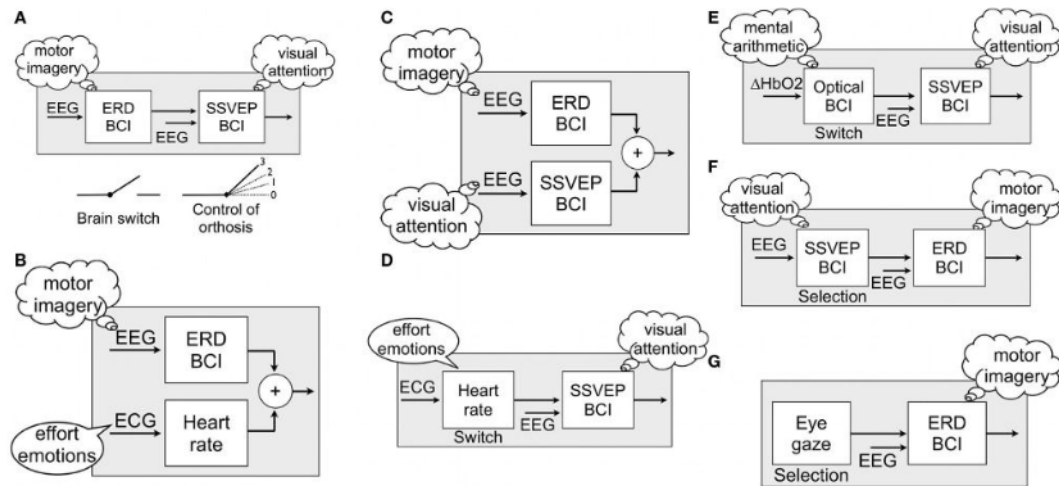 A
motor
imagery
visual
attention
EEG
ERD
BCI
EEG
SSVEP
BCI
3
2
1
0
Brain switch
Control of
orthosis
B
motor
imagery
EEG
ERD
BCI
+
effort
emotions
ECG
Heart
rate
C
motor
imagery
EEG
ERD
BCI
+
EEG
SSVEP
BCI
visual
attention
D
effort
emotions
visual
attention
ECG
Heart
rate
EEG
SSVEP
BCI
Switch
E
mental
arithmetic
visual
attention
ΔHbO2
Optical
BCI
EEG
SSVEP
BCI
Switch
F
visual
attention
motor
imagery
EEG
SSVEP
BCI
EEG
ERD
BCI
Selection
G
motor
imagery
Eye
gaze
EEG
ERD
BCI
Selection